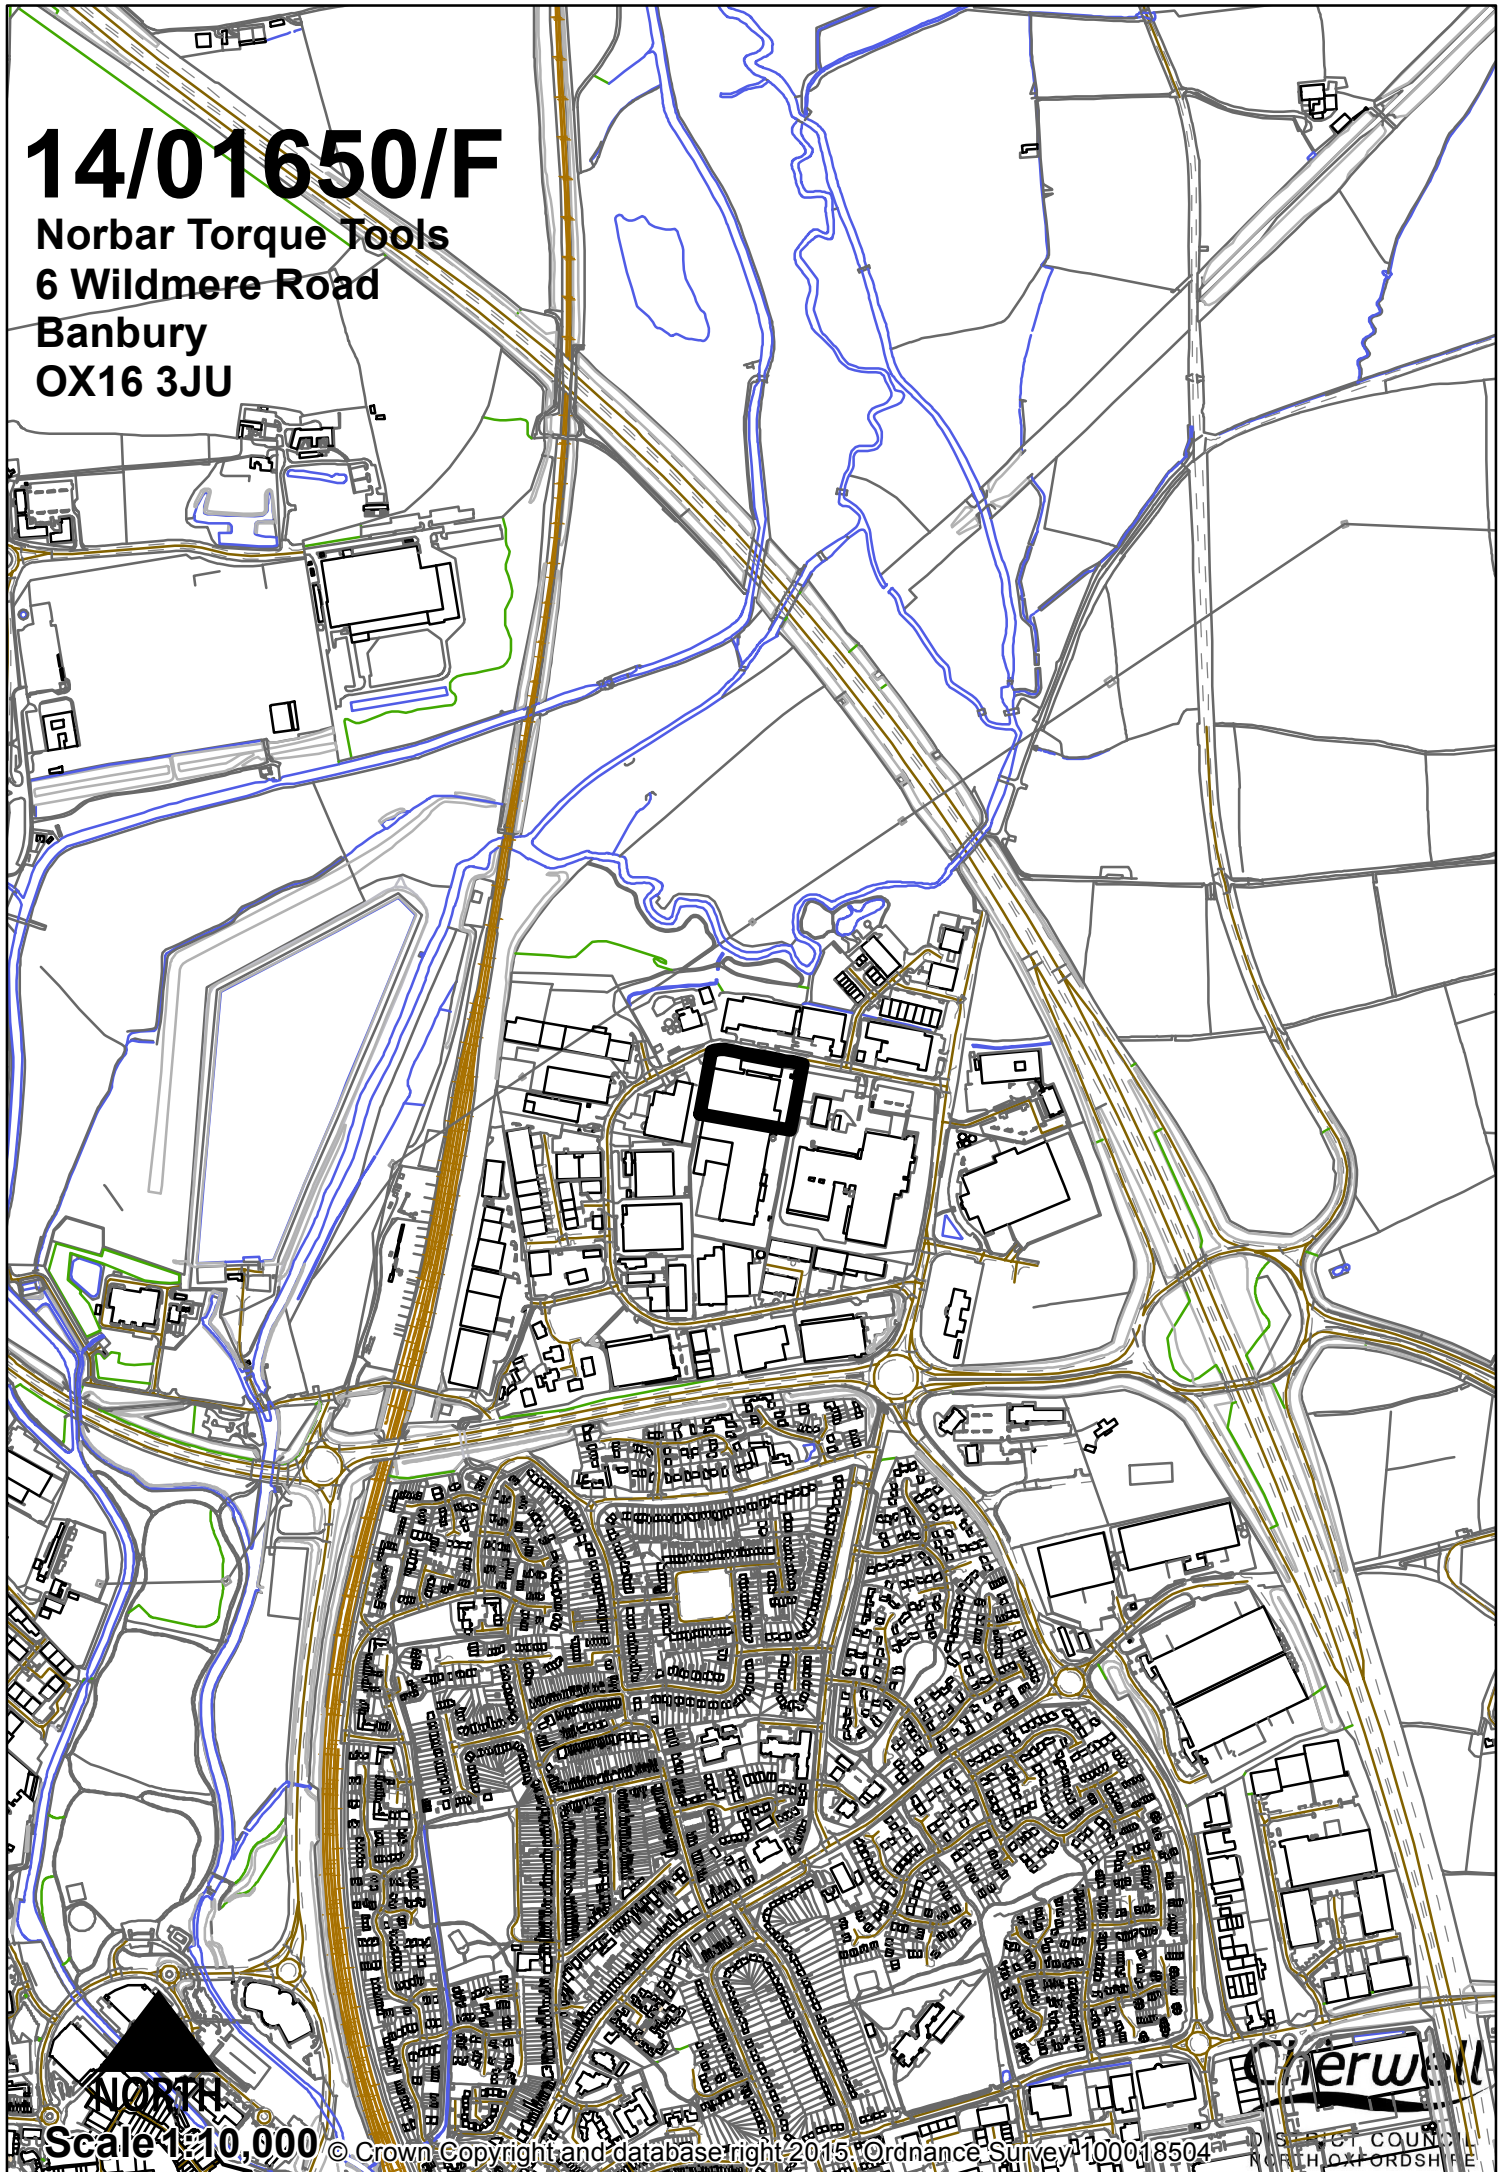 14/01650/F
Norbar Torque Tools
6 Wildmere Road
Banbury
OX16 3JU
NORTH
Scale 1:10,000
© Crown Copyright and database right 2015. Ordnance Survey 100018504
Cherwell
DISTRICT COUNCIL
NORTH OXFORDSHIRE